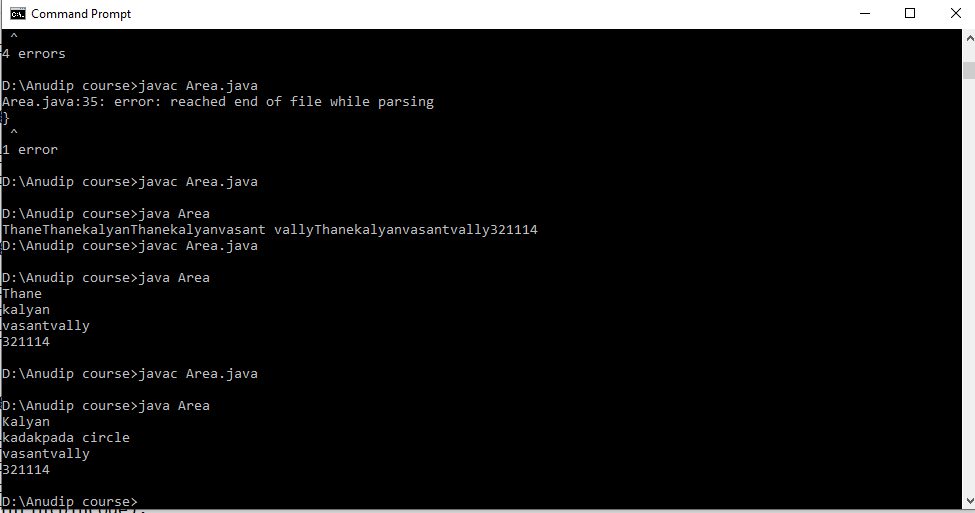 Command Prompt
^
4 errors
D:\Anudip course>javac Area.java
Area.java:35: error: reached end of file while parsing
}
^
1 error
D:\Anudip course>javac Area.java
D:\Anudip course>java Area
ThaneThanekalyanThanekalyanvasant vallyThanekalyanvasantvally321114
D:\Anudip course>javac Area.java
D:\Anudip course>java Area
Thane
kalyan
vasantvally
321114
D:\Anudip course>javac Area.java
D:\Anudip course>java Area
Kalyan
kadakpada circle
vasantvally
321114
D:\Anudip course>